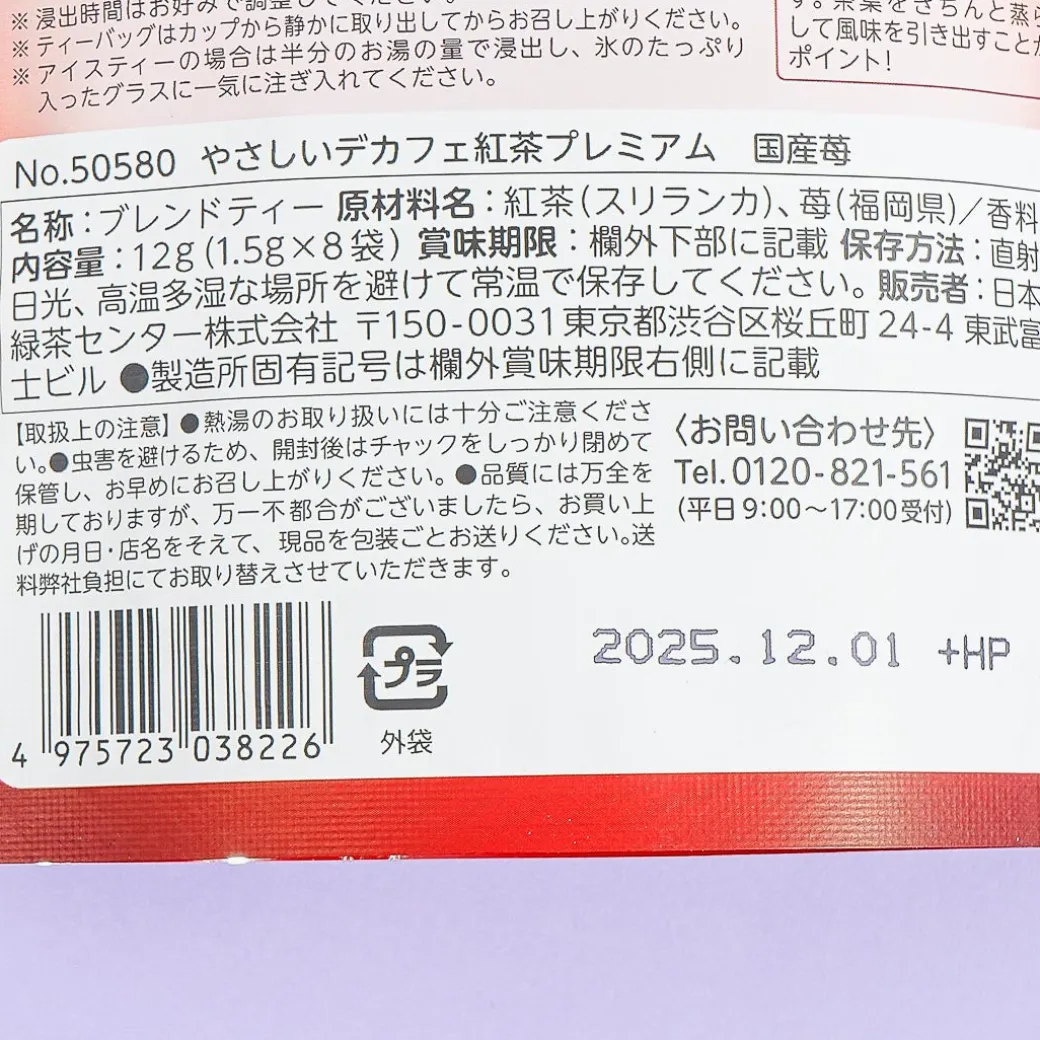 ※浸出時間はお好みで調整してください。
※ティーバッグはカップから静かに取り出してからお召し上がりください。
※アイスティーの場合は半分のお湯の量で浸出し、氷のたっぷり
入ったグラスに一気に注ぎ入れてください。
す。茶葉をきちんと蒸ら
して風味を引き出すことが
ポイント!
No.50580 やさしいデカフェ紅茶プレミアム 国産苺
名称:ブレンドティー 原材料名:紅茶(スリランカ)、苺(福岡県)/香料
内容量:12g(1.5g×8袋) 賞味期限:欄外下部に記載 保存方法:直射
日光、高温多湿な場所を避けて常温で保存してください。販売者:日本
緑茶センター株式会社 〒150-0031東京都渋谷区桜丘町24-4 東武富
士ビル ●製造所固有記号は欄外賞味期限右側に記載
【取扱上の注意】●熱湯のお取り扱いには十分ご注意くださ
い。●虫害を避けるため、開封後はチャックをしっかり閉めて
保管し、お早めにお召し上がりください。●品質には万全を
期しておりますが、万一不都合がございましたら、お買い上
げの月日・店名をそえて、現品を包装ごとお送りください。送
料弊社負担にてお取り替えさせていただきます。
〈お問い合わせ先〉
Tel.0120-821-561
(平日9:00~17:00受付)
4 975723 038226
プラ
外袋
2025.12.01 +HP